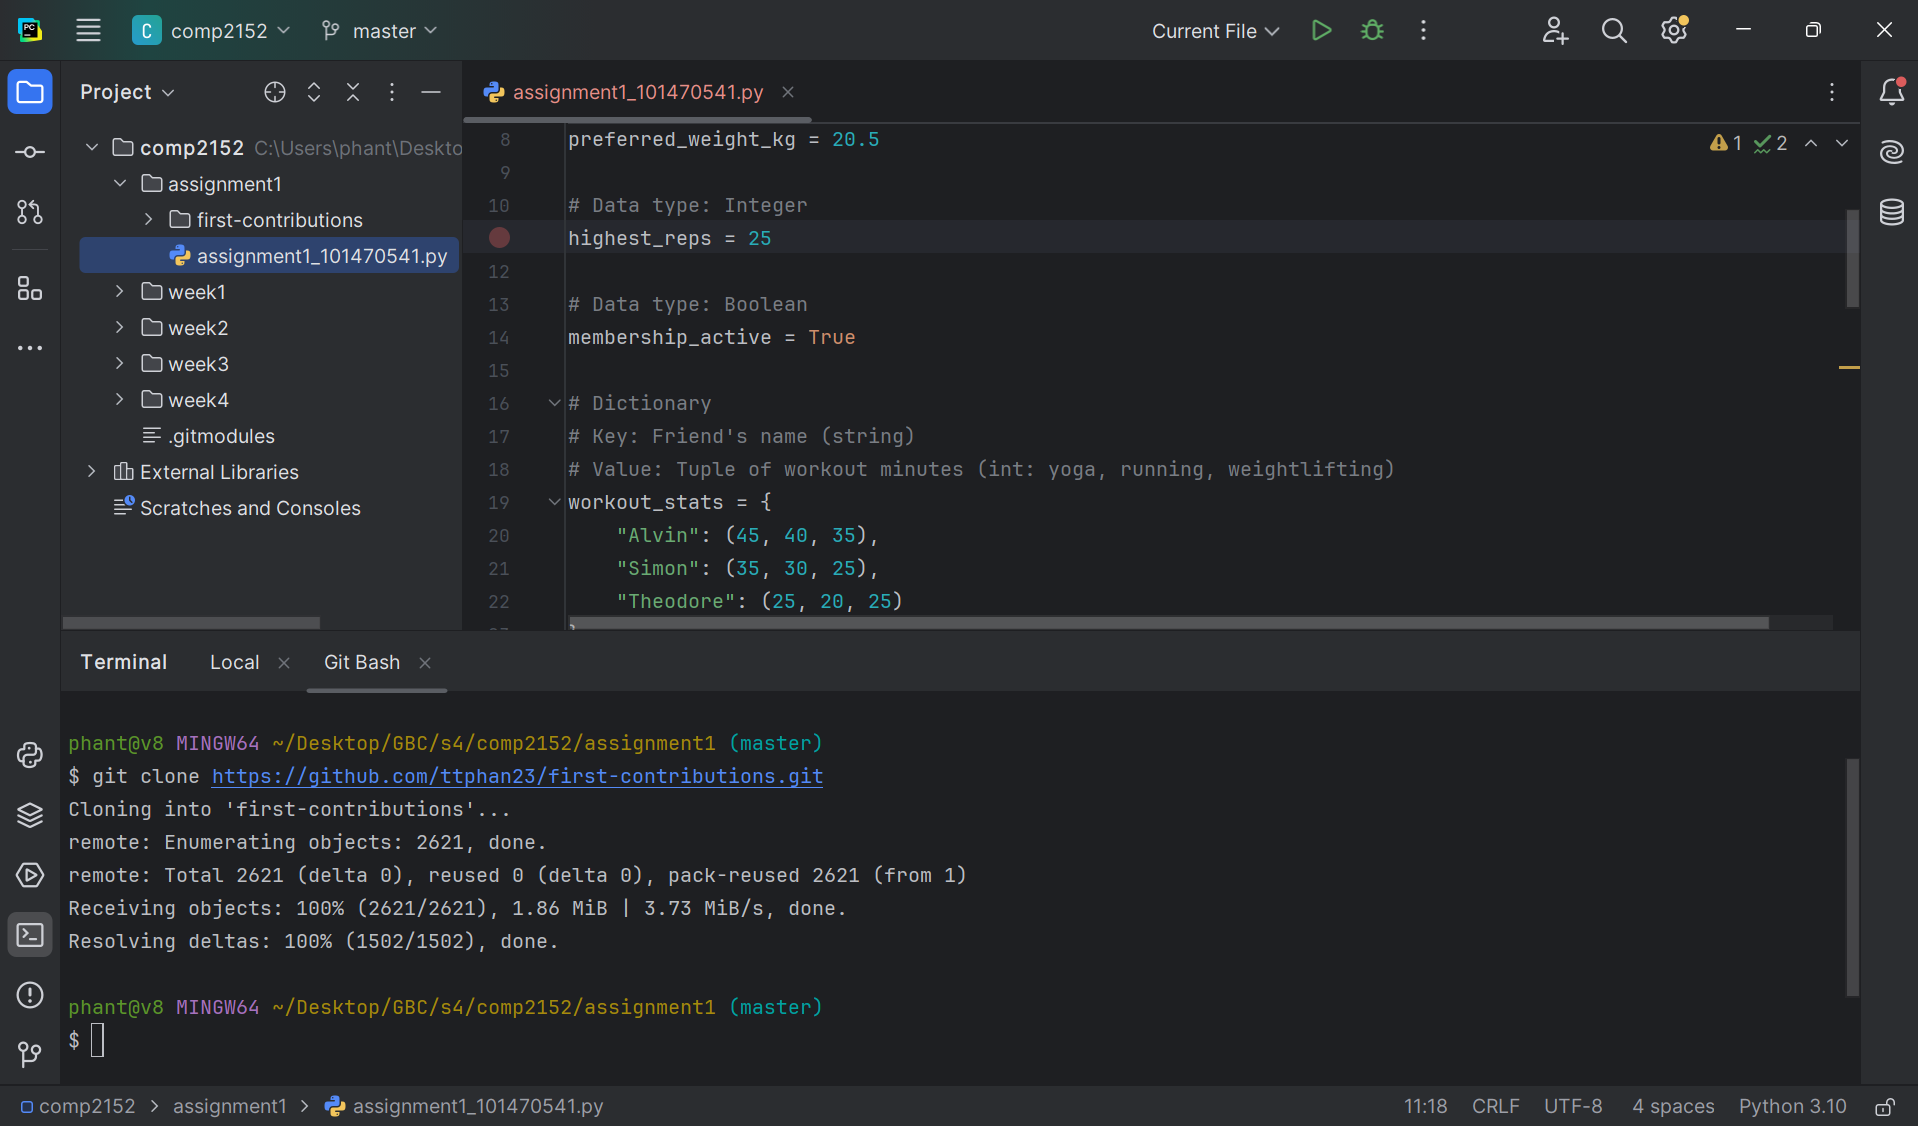 PC
C comp2152
master
Current File
Project
comp2152 C:\Users\phant\Deskto
assignment1
first-contributions
assignment1_101470541.py
week1
week2
week3
week4
.gitmodules
External Libraries
Scratches and Consoles
assignment1_101470541.py
1 2
8 preferred_weight_kg = 20.5
9
10 # Data type: Integer
highest_reps = 25
12
13 # Data type: Boolean
14 membership_active = True
15
16 # Dictionary
17 # Key: Friend's name (string)
18 # Value: Tuple of workout minutes (int: yoga, running, weightlifting)
19 workout_stats = {
20 "Alvin": (45, 40, 35),
21 "Simon": (35, 30, 25),
22 "Theodore": (25, 20, 25)
Terminal Local Git Bash
phant@v8 MINGW64 ~/Desktop/GBC/s4/comp2152/assignment1 (master)
$ git clone https://github.com/ttphan23/first-contributions.git
Cloning into 'first-contributions'...
remote: Enumerating objects: 2621, done.
remote: Total 2621 (delta 0), reused 0 (delta 0), pack-reused 2621 (from 1)
Receiving objects: 100% (2621/2621), 1.86 MiB | 3.73 MiB/s, done.
Resolving deltas: 100% (1502/1502), done.
phant@v8 MINGW64 ~/Desktop/GBC/s4/comp2152/assignment1 (master)
$
comp2152 > assignment1 > assignment1_101470541.py
11:18 CRLF UTF-8 4 spaces Python 3.10